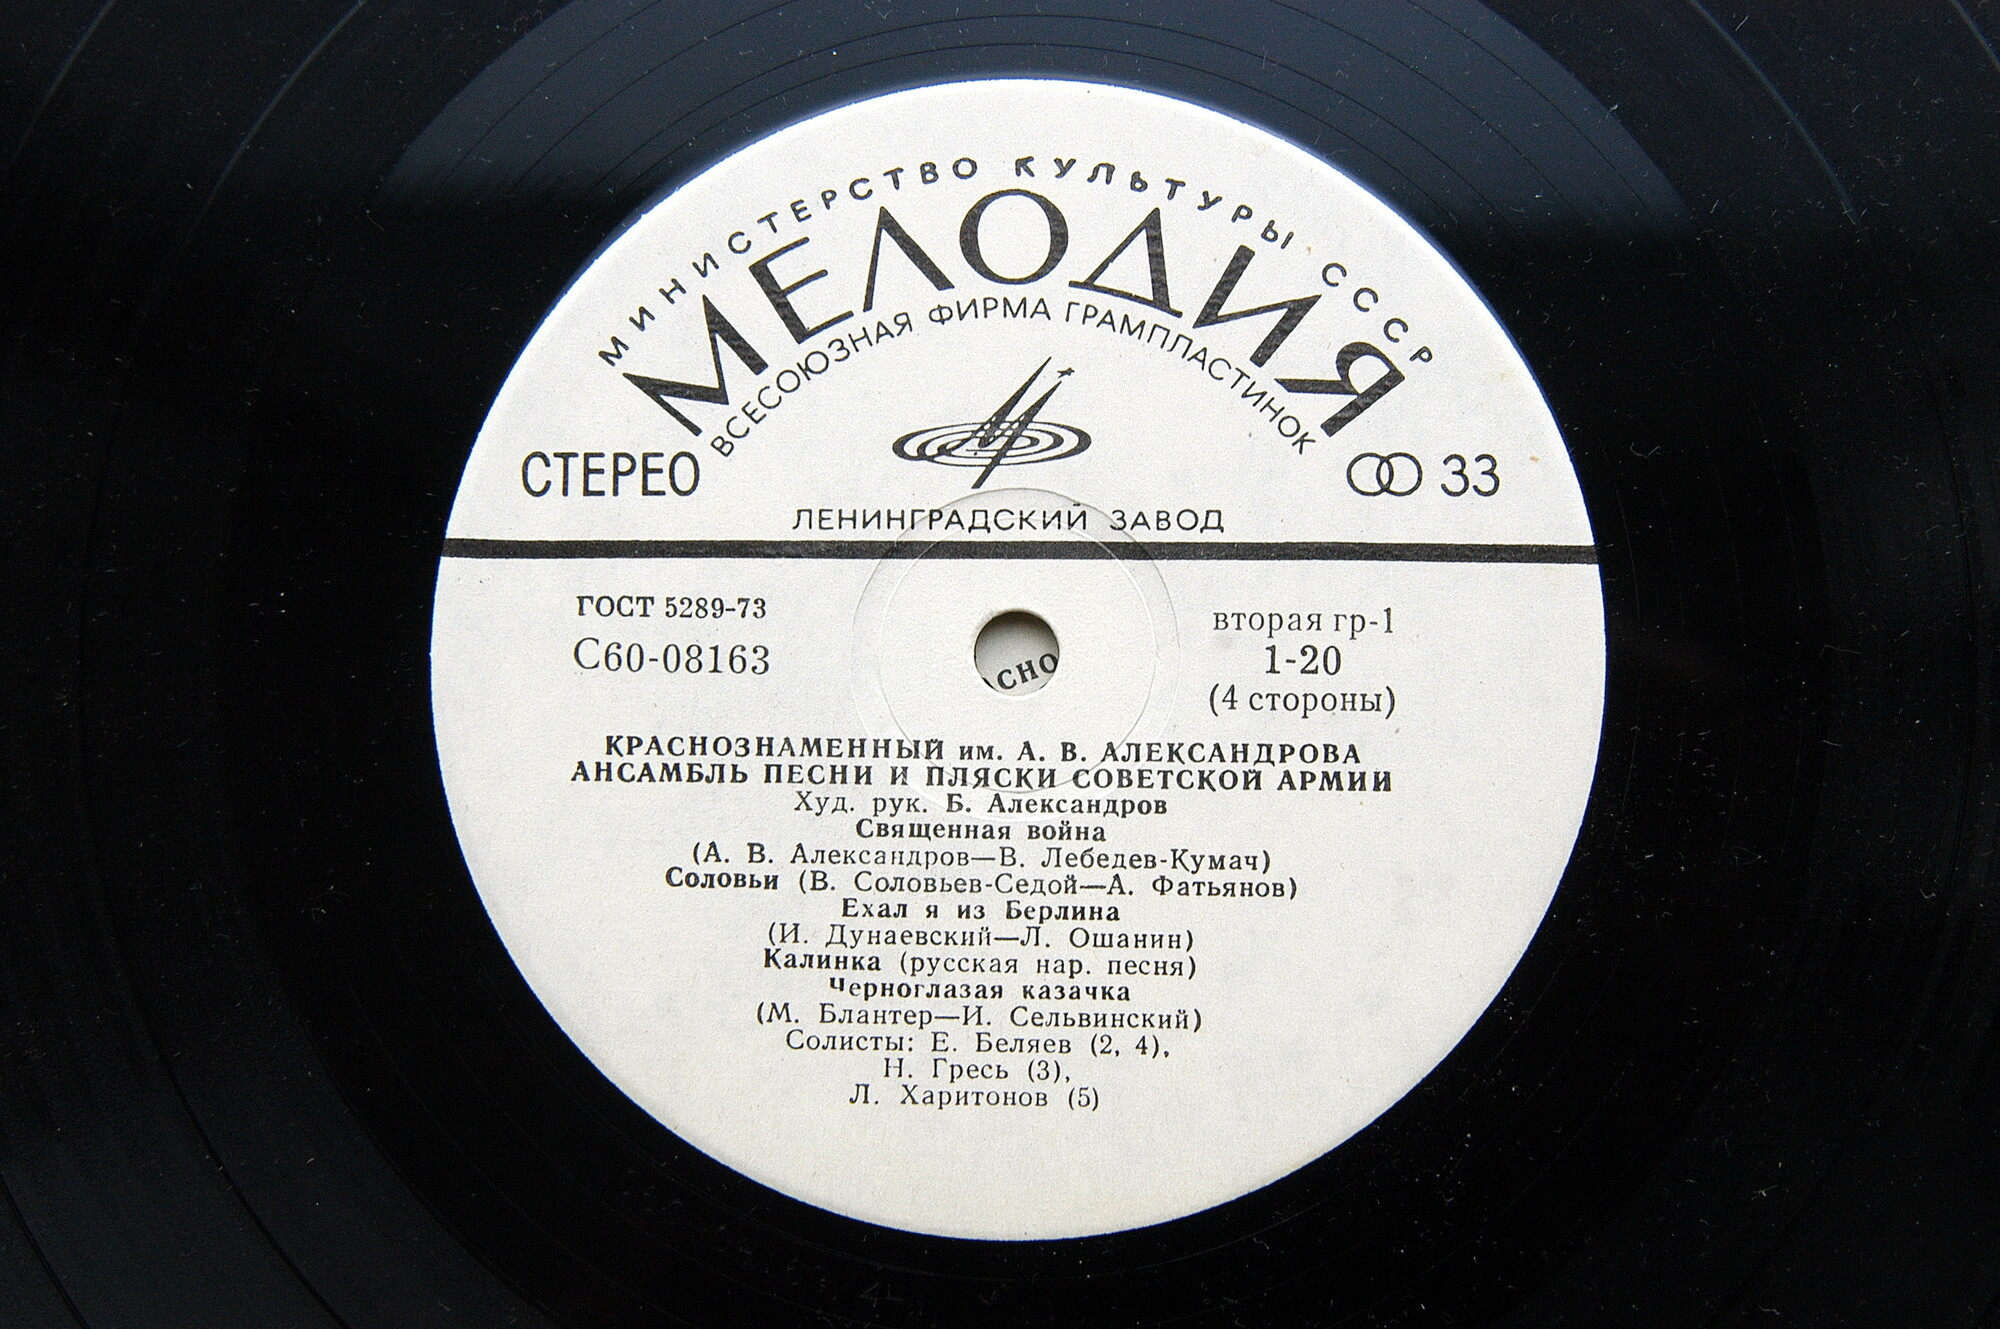 МИНИСТЕРСТВО КУЛЬТУРЫ СССР
МЕЛОДИЯ
ВСЕСОЮЗНАЯ ФИРМА ГРАМПЛАСТИНОК
СТЕРЕО
33
ЛЕНИНГРАДСКИЙ ЗАВОД
ГОСТ 5289-73
С60-08163
вторая гр-1
1-20
(4 стороны)
АСНО
КРАСНОЗНАМЕННЫЙ им. А. В. АЛЕКСАНДРОВА
АНСАМБЛЬ ПЕСНИ И ПЛЯСКИ СОВЕТСКОЙ АРМИИ
Худ. рук. Б. Александров
Священная война
(А. В. Александров—В. Лебедев-Кумач)
Соловьи (В. Соловьев-Седой—А. Фатьянов)
Ехал я из Берлина
(И. Дунаевский—Л. Ошанин)
Калинка (русская нар. песня)
Черноглазая казачка
(М. Блантер—И. Сельвинский)
Солисты: Е. Беляев (2, 4),
Н. Гресь (3),
Л. Харитонов (5)